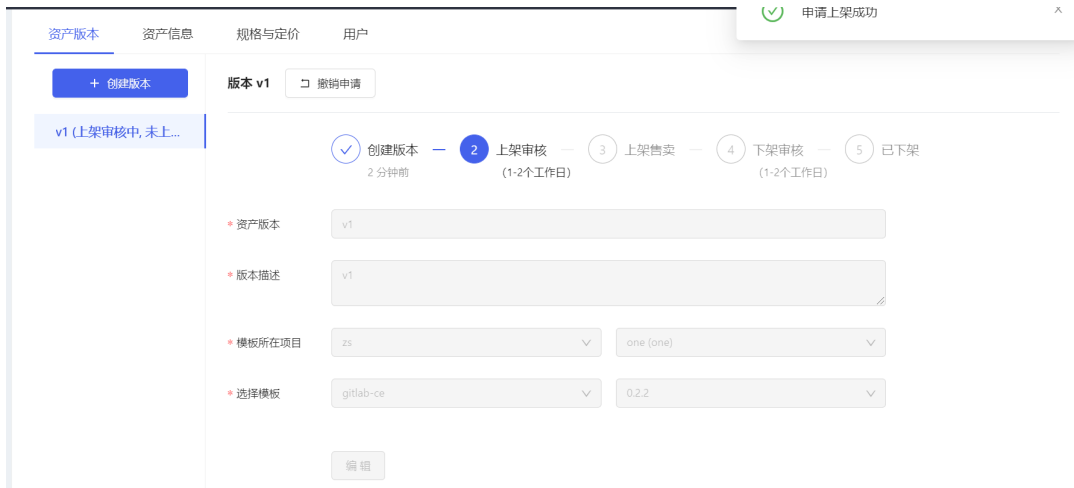 申请上架成功
资产版本 资产信息 规格与定价 用户
+ 创建版本
版本 v1 撤销申请
v1 (上架审核中, 未上...
创建版本 2 上架审核 3 上架售卖 4 下架审核 5 已下架
2 分钟前 (1-2个工作日) (1-2个工作日)
* 资产版本 v1
* 版本描述 v1
* 模板所在项目 zs one (one)
* 选择模板 gitlab-ce 0.2.2
编 辑